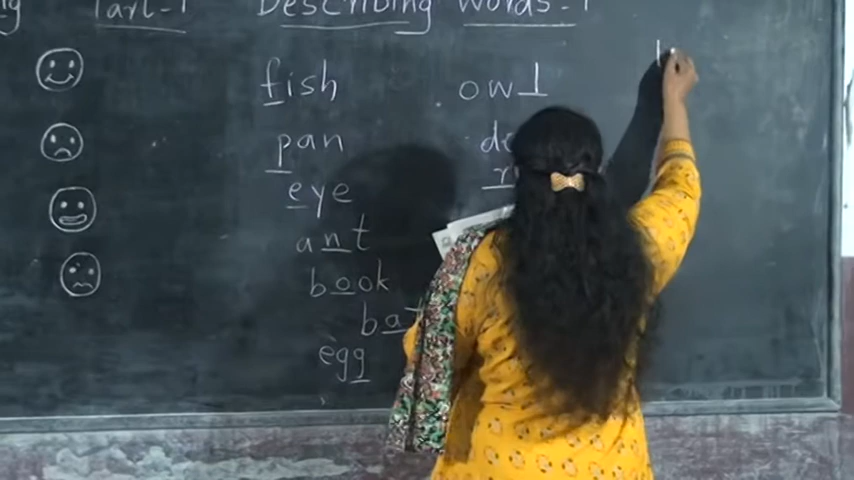 Part-1 Describing Words-1
fish owl
pan
eye
ant
book
bat
egg